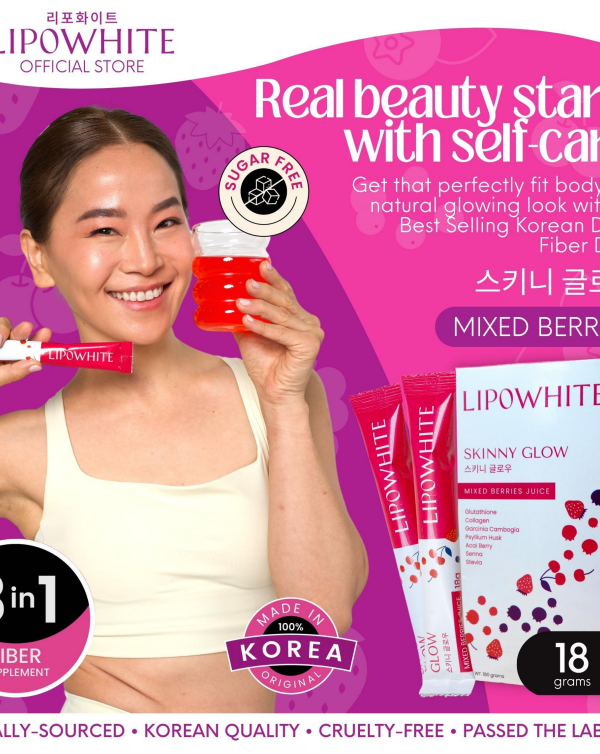 리포화이트
LIPOWHITE
OFFICIAL STORE
Real beauty star
with self-car
Get that perfectly fit body
natural glowing look wit
Best Selling Korean D
Fiber D
스키니 글로
MIXED BERR
SUGAR FREE
LIPOWHITE
LIPOWHITE
LIPOWHITE
GLOW
스키니 글로우
MIXED BERRIES JUICE
18g
LIPOWHITE
SKINNY GLOW
스키니 글로우
MIXED BERRIES JUICE
Glutathione
Collagen
Garcinia Cambogia
Psyllium Husk
Acai Berry
Senna
Stevia
18
grams
3 in 1
FIBER
SUPPLEMENT
MADE IN
100%
KOREA
ORIGINAL
ALLY-SOURCED • KOREAN QUALITY • CRUELTY-FREE • PASSED THE LAB